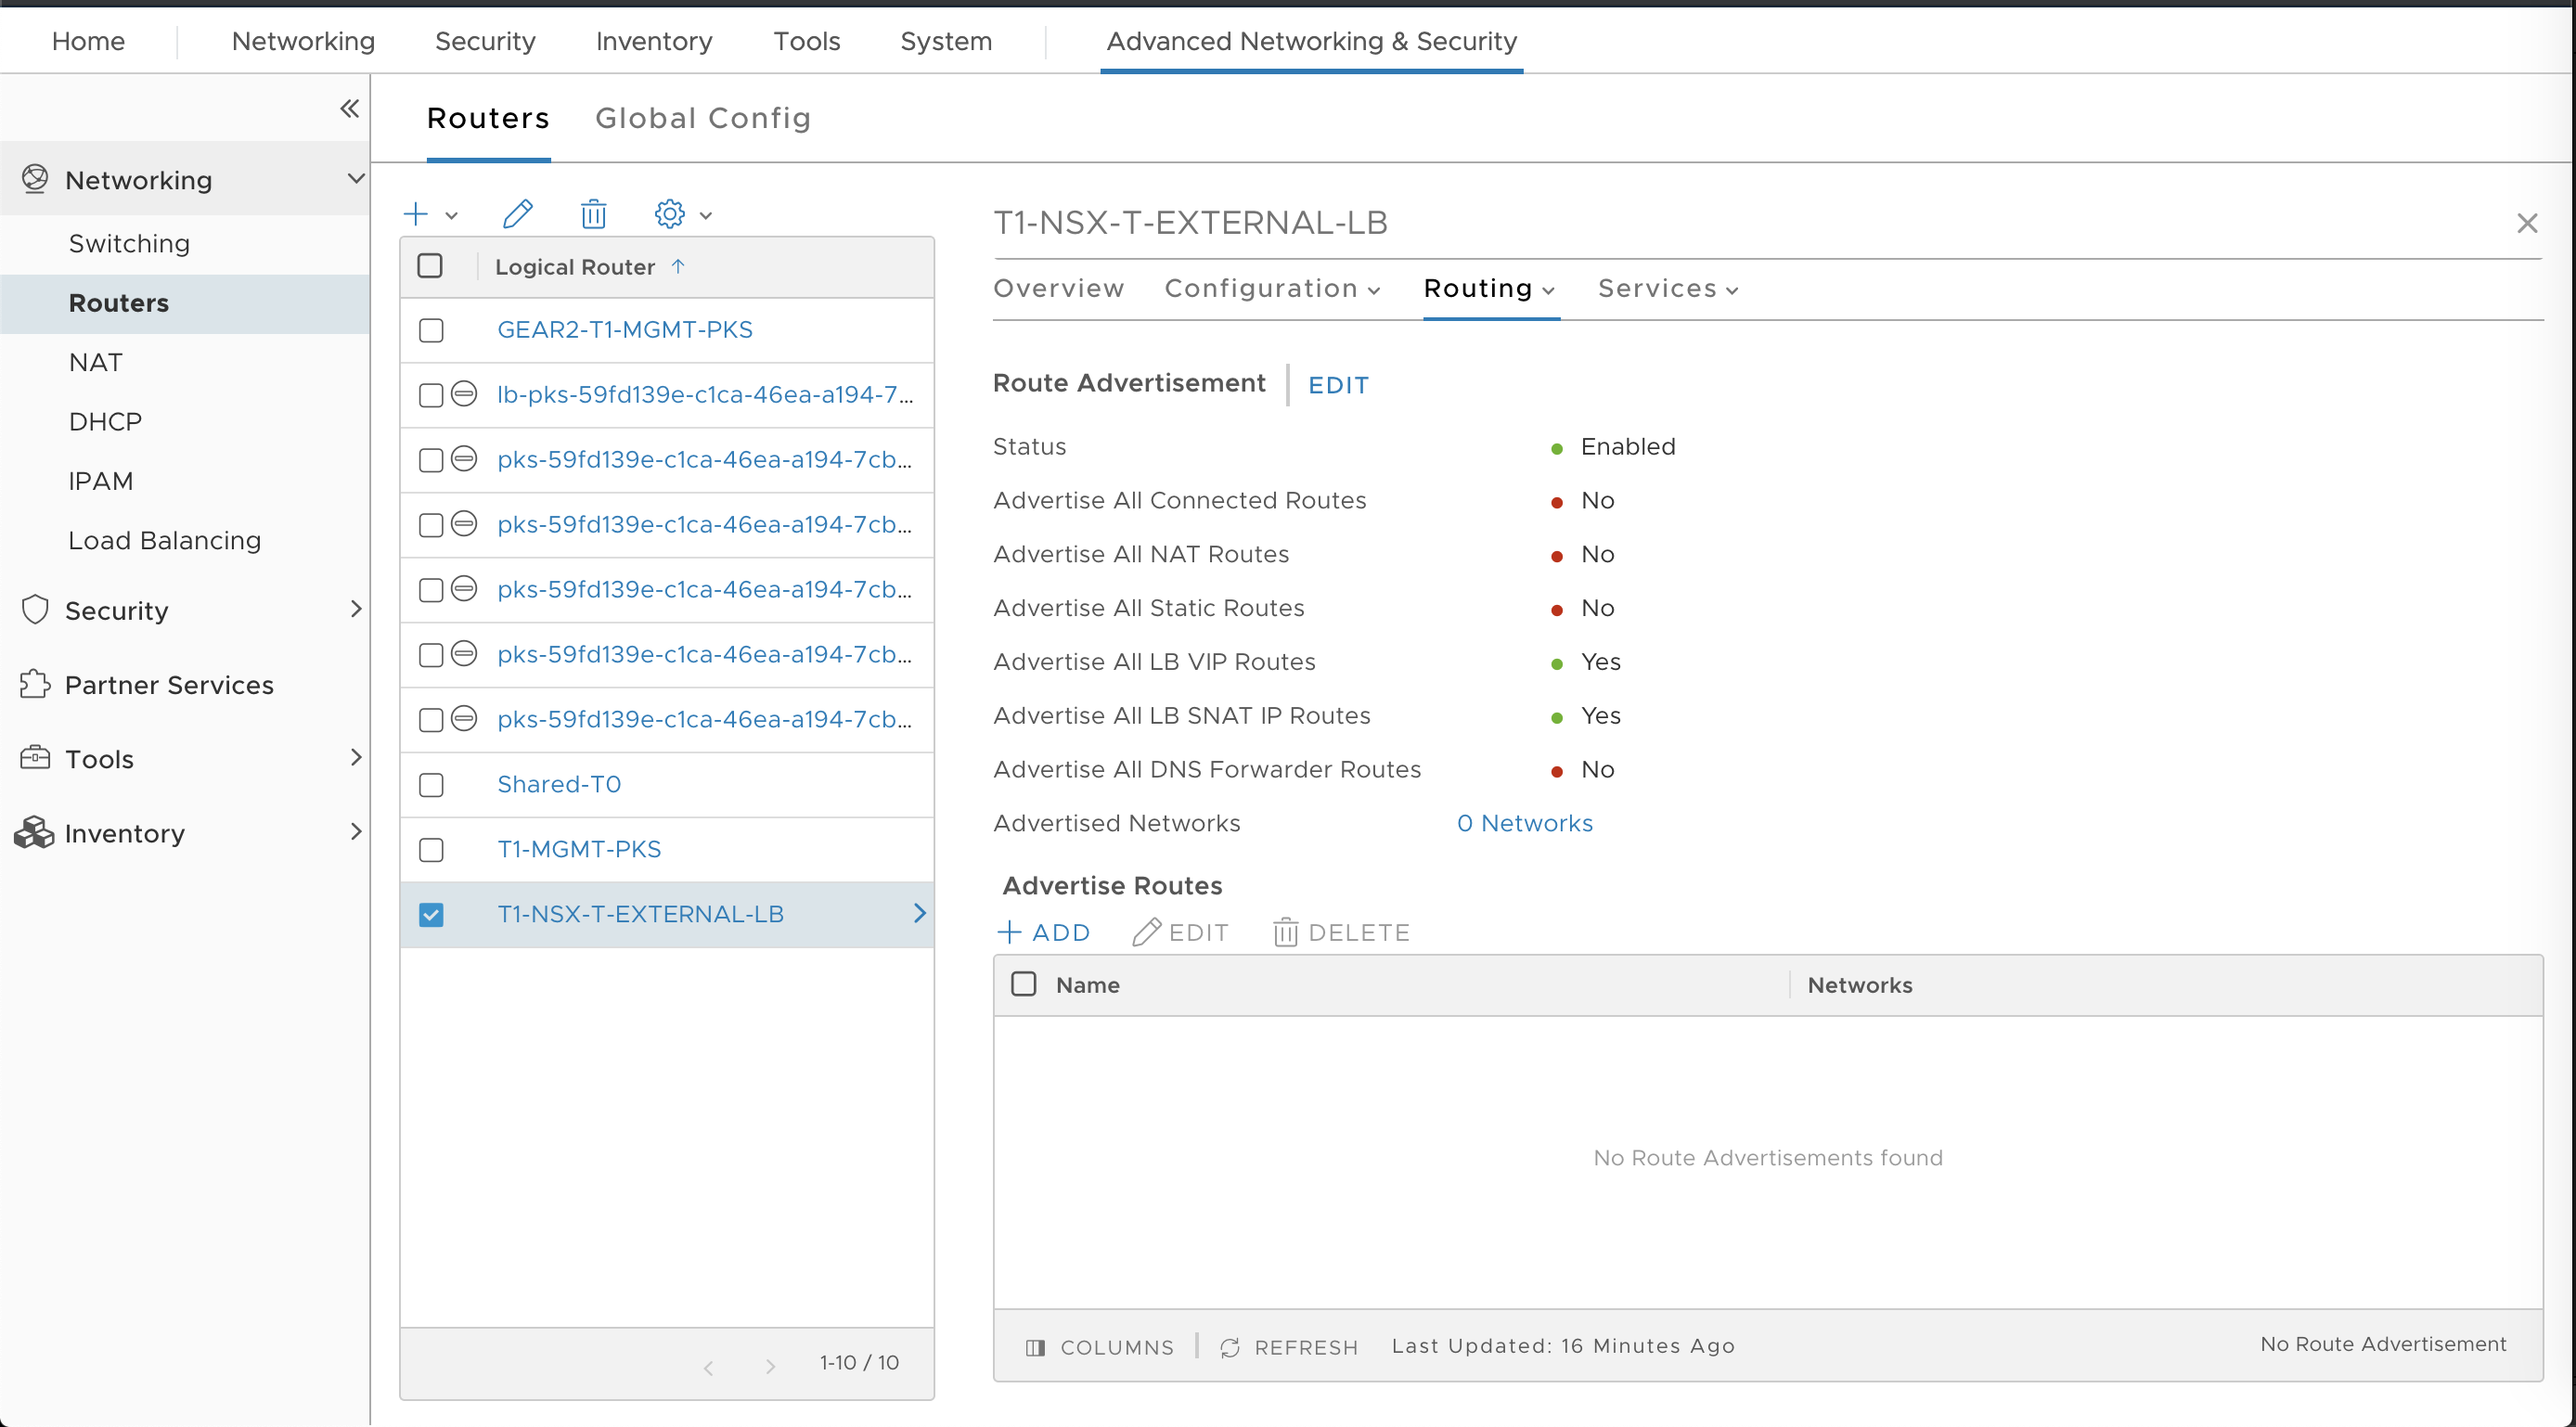 Home Networking Security Inventory Tools System Advanced Networking & Security
Routers Global Config
Networking
Switching
Routers
NAT
DHCP
IPAM
Load Balancing
Security
Partner Services
Tools
Inventory
Logical Router
GEAR2-T1-MGMT-PKS
lb-pks-59fd139e-c1ca-46ea-a194-7...
pks-59fd139e-c1ca-46ea-a194-7cb...
pks-59fd139e-c1ca-46ea-a194-7cb...
pks-59fd139e-c1ca-46ea-a194-7cb...
pks-59fd139e-c1ca-46ea-a194-7cb...
pks-59fd139e-c1ca-46ea-a194-7cb...
Shared-T0
T1-MGMT-PKS
T1-NSX-T-EXTERNAL-LB
1-10 / 10
T1-NSX-T-EXTERNAL-LB
Overview Configuration Routing Services
Route Advertisement EDIT
Status Enabled
Advertise All Connected Routes No
Advertise All NAT Routes No
Advertise All Static Routes No
Advertise All LB VIP Routes Yes
Advertise All LB SNAT IP Routes Yes
Advertise All DNS Forwarder Routes No
Advertised Networks 0 Networks
Advertise Routes
ADD EDIT DELETE
Name Networks
No Route Advertisements found
COLUMNS REFRESH Last Updated: 16 Minutes Ago No Route Advertisement